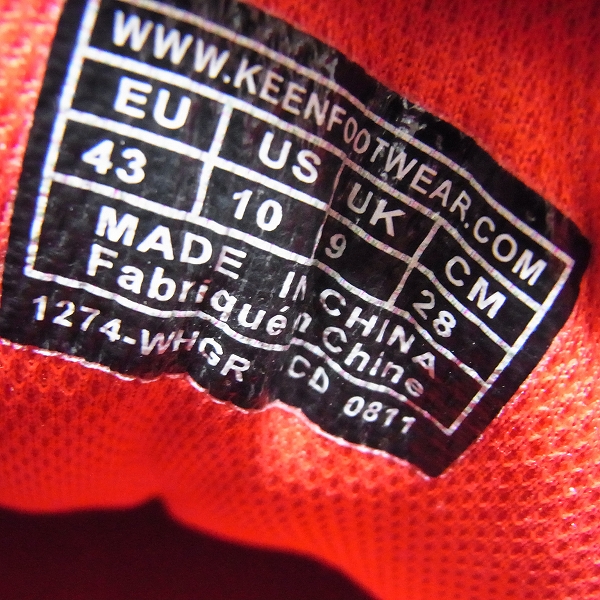 WWW.KEENFOOTWEAR.COM
EU US UK CM
43 10 9 28
MADE IN CHINA
Fabriqué in Chine
1274-WHGR CD 0811